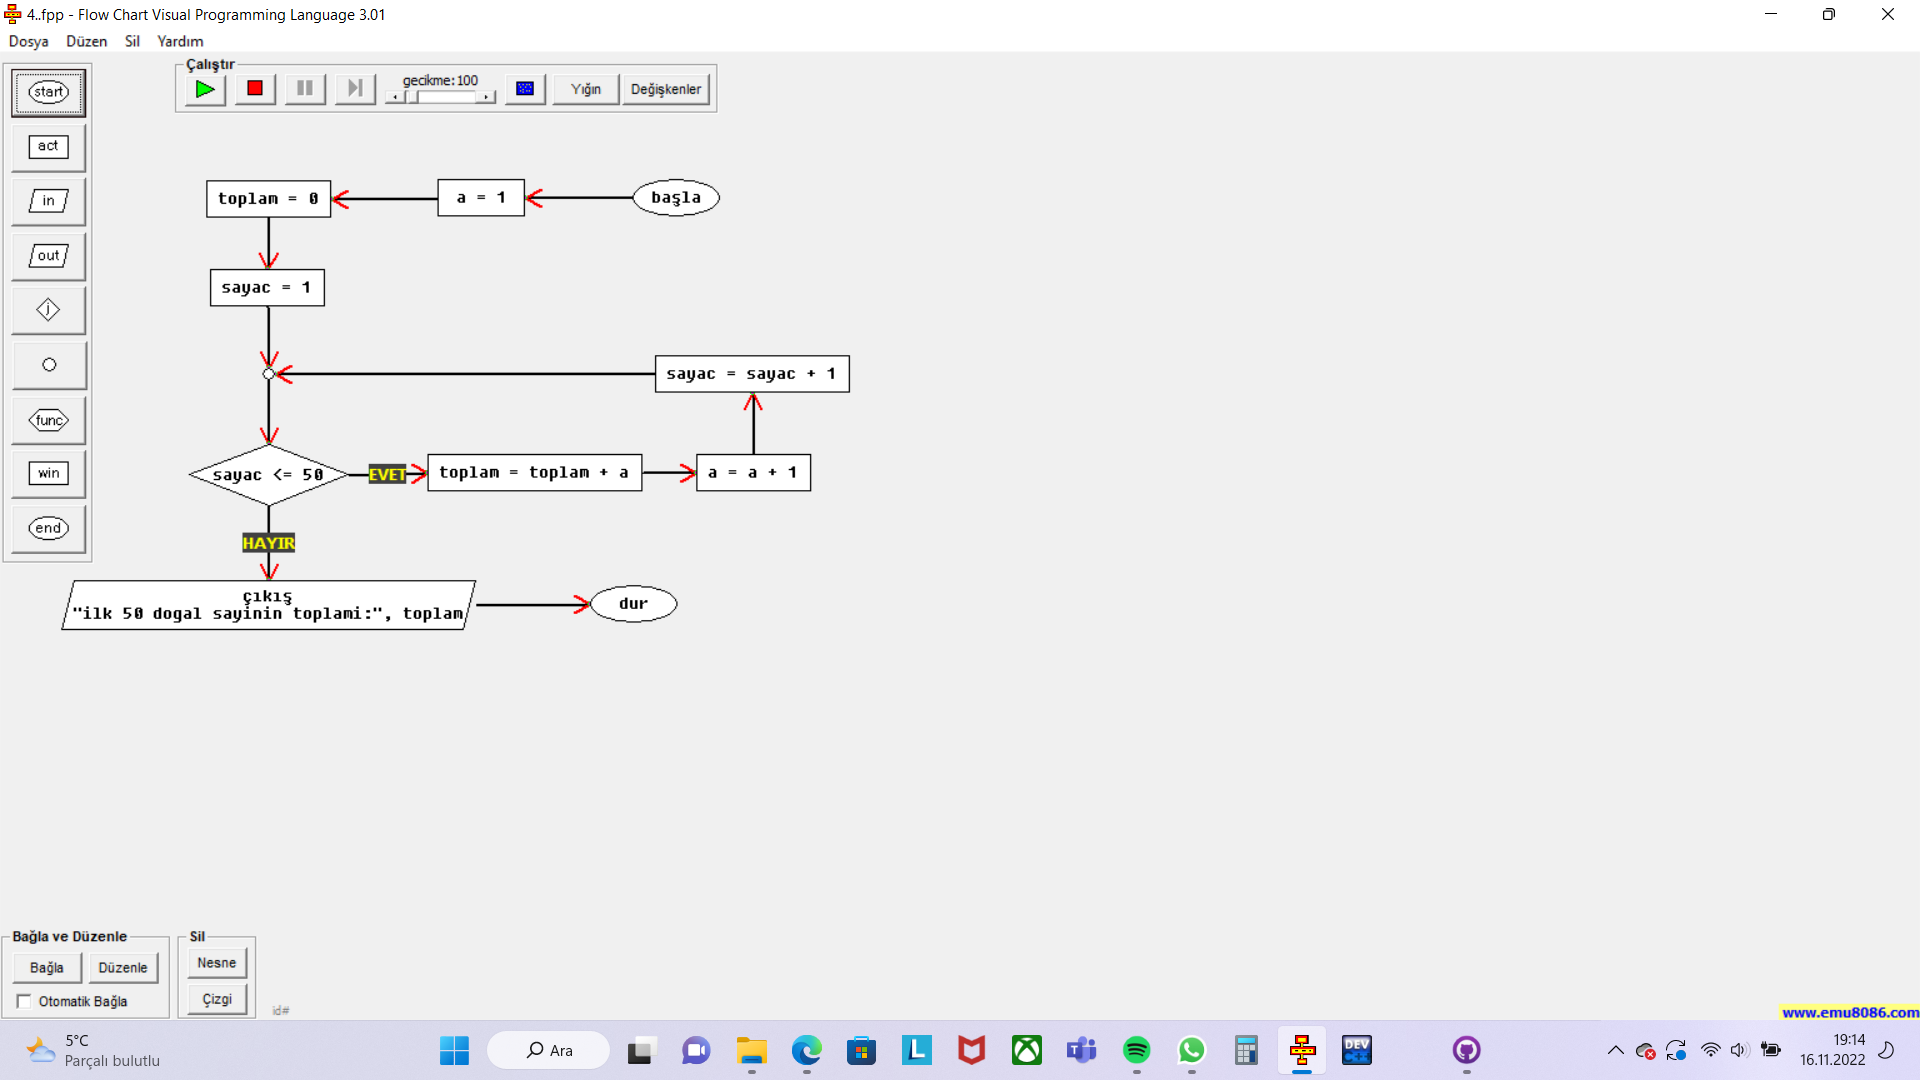 4..fpp - Flow Chart Visual Programming Language 3.01
Dosya Düzen Sil Yardım
Çalıştır
gecikme:100
Yığın
Değişkenler
start
act
in
out
j
func
win
end
toplam = 0
a = 1
başla
sayac = 1
sayac = sayac + 1
sayac <= 50
EVET
toplam = toplam + a
a = a + 1
HAYIR
çıkış
"ilk 50 dogal sayinin toplami:", toplam
dur
Bağla ve Düzenle
Bağla
Düzenle
Otomatik Bağla
Sil
Nesne
Çizgi
id#
www.emu8086.com
5°C
Parçalı bulutlu
Ara
L
T
DEV
C++
19:14
16.11.2022